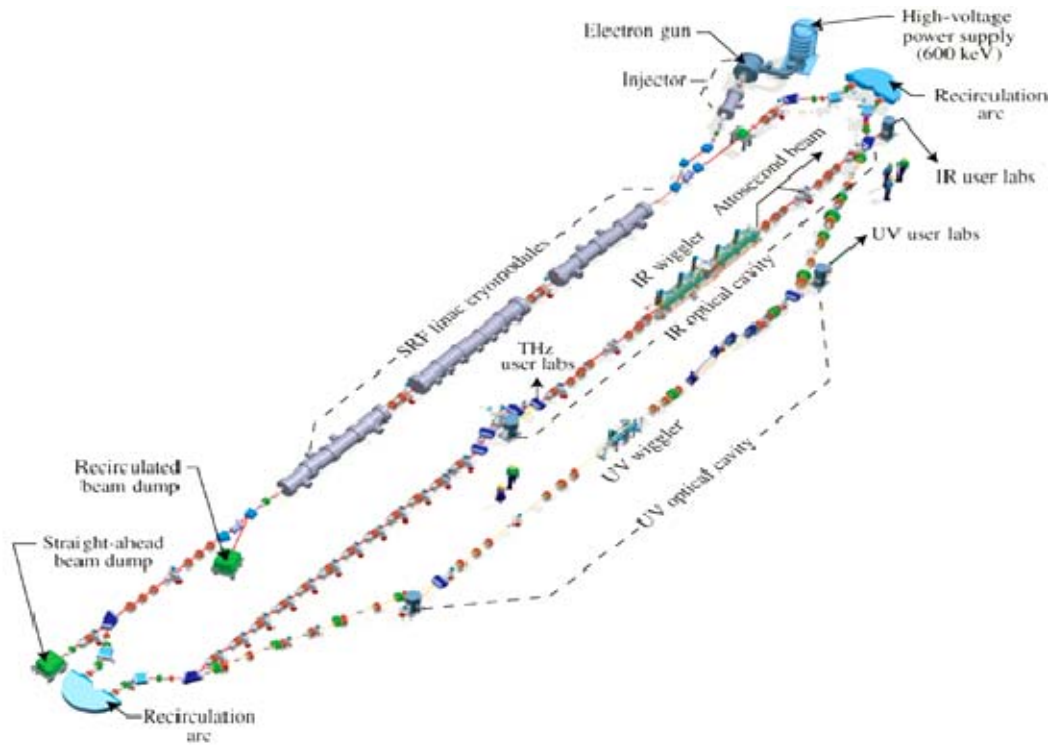 High-voltage
power supply
(600 keV)
Electron gun
Injector
Recirculation
arc
Attosecond beam
IR user labs
UV user labs
IR wiggler
SRF linac cryomodules
IR optical cavity
THz
user labs
UV wiggler
UV optical cavity
Recirculated
beam dump
Straight-ahead
beam dump
Recirculation
arc